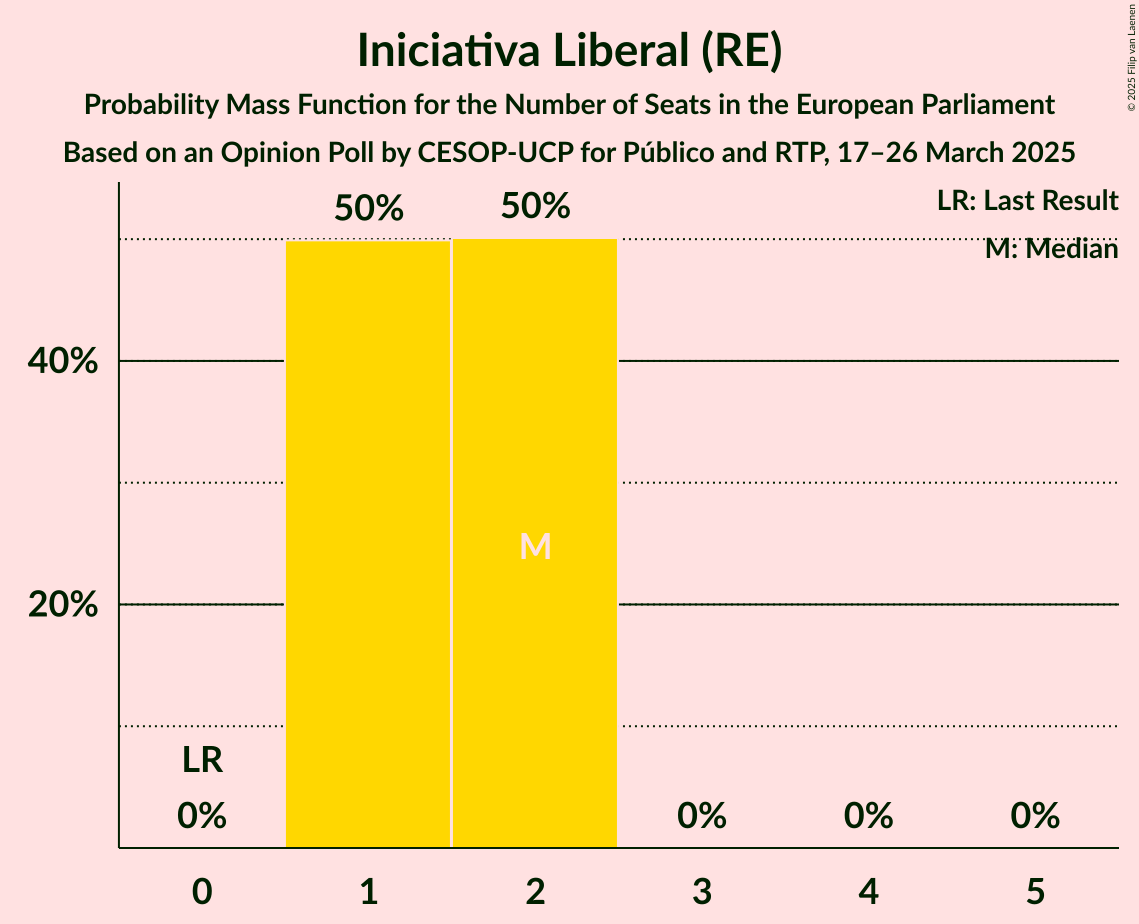 Iniciativa Liberal (RE)
Probability Mass Function for the Number of Seats in the European Parliament
Based on an Opinion Poll by CESOP-UCP for Público and RTP, 17–26 March 2025
© 2025 Filip van Laenen
LR: Last Result
M: Median
50%
50%
40%
20%
M
LR
0%
0%
0%
0%
0
1
2
3
4
5